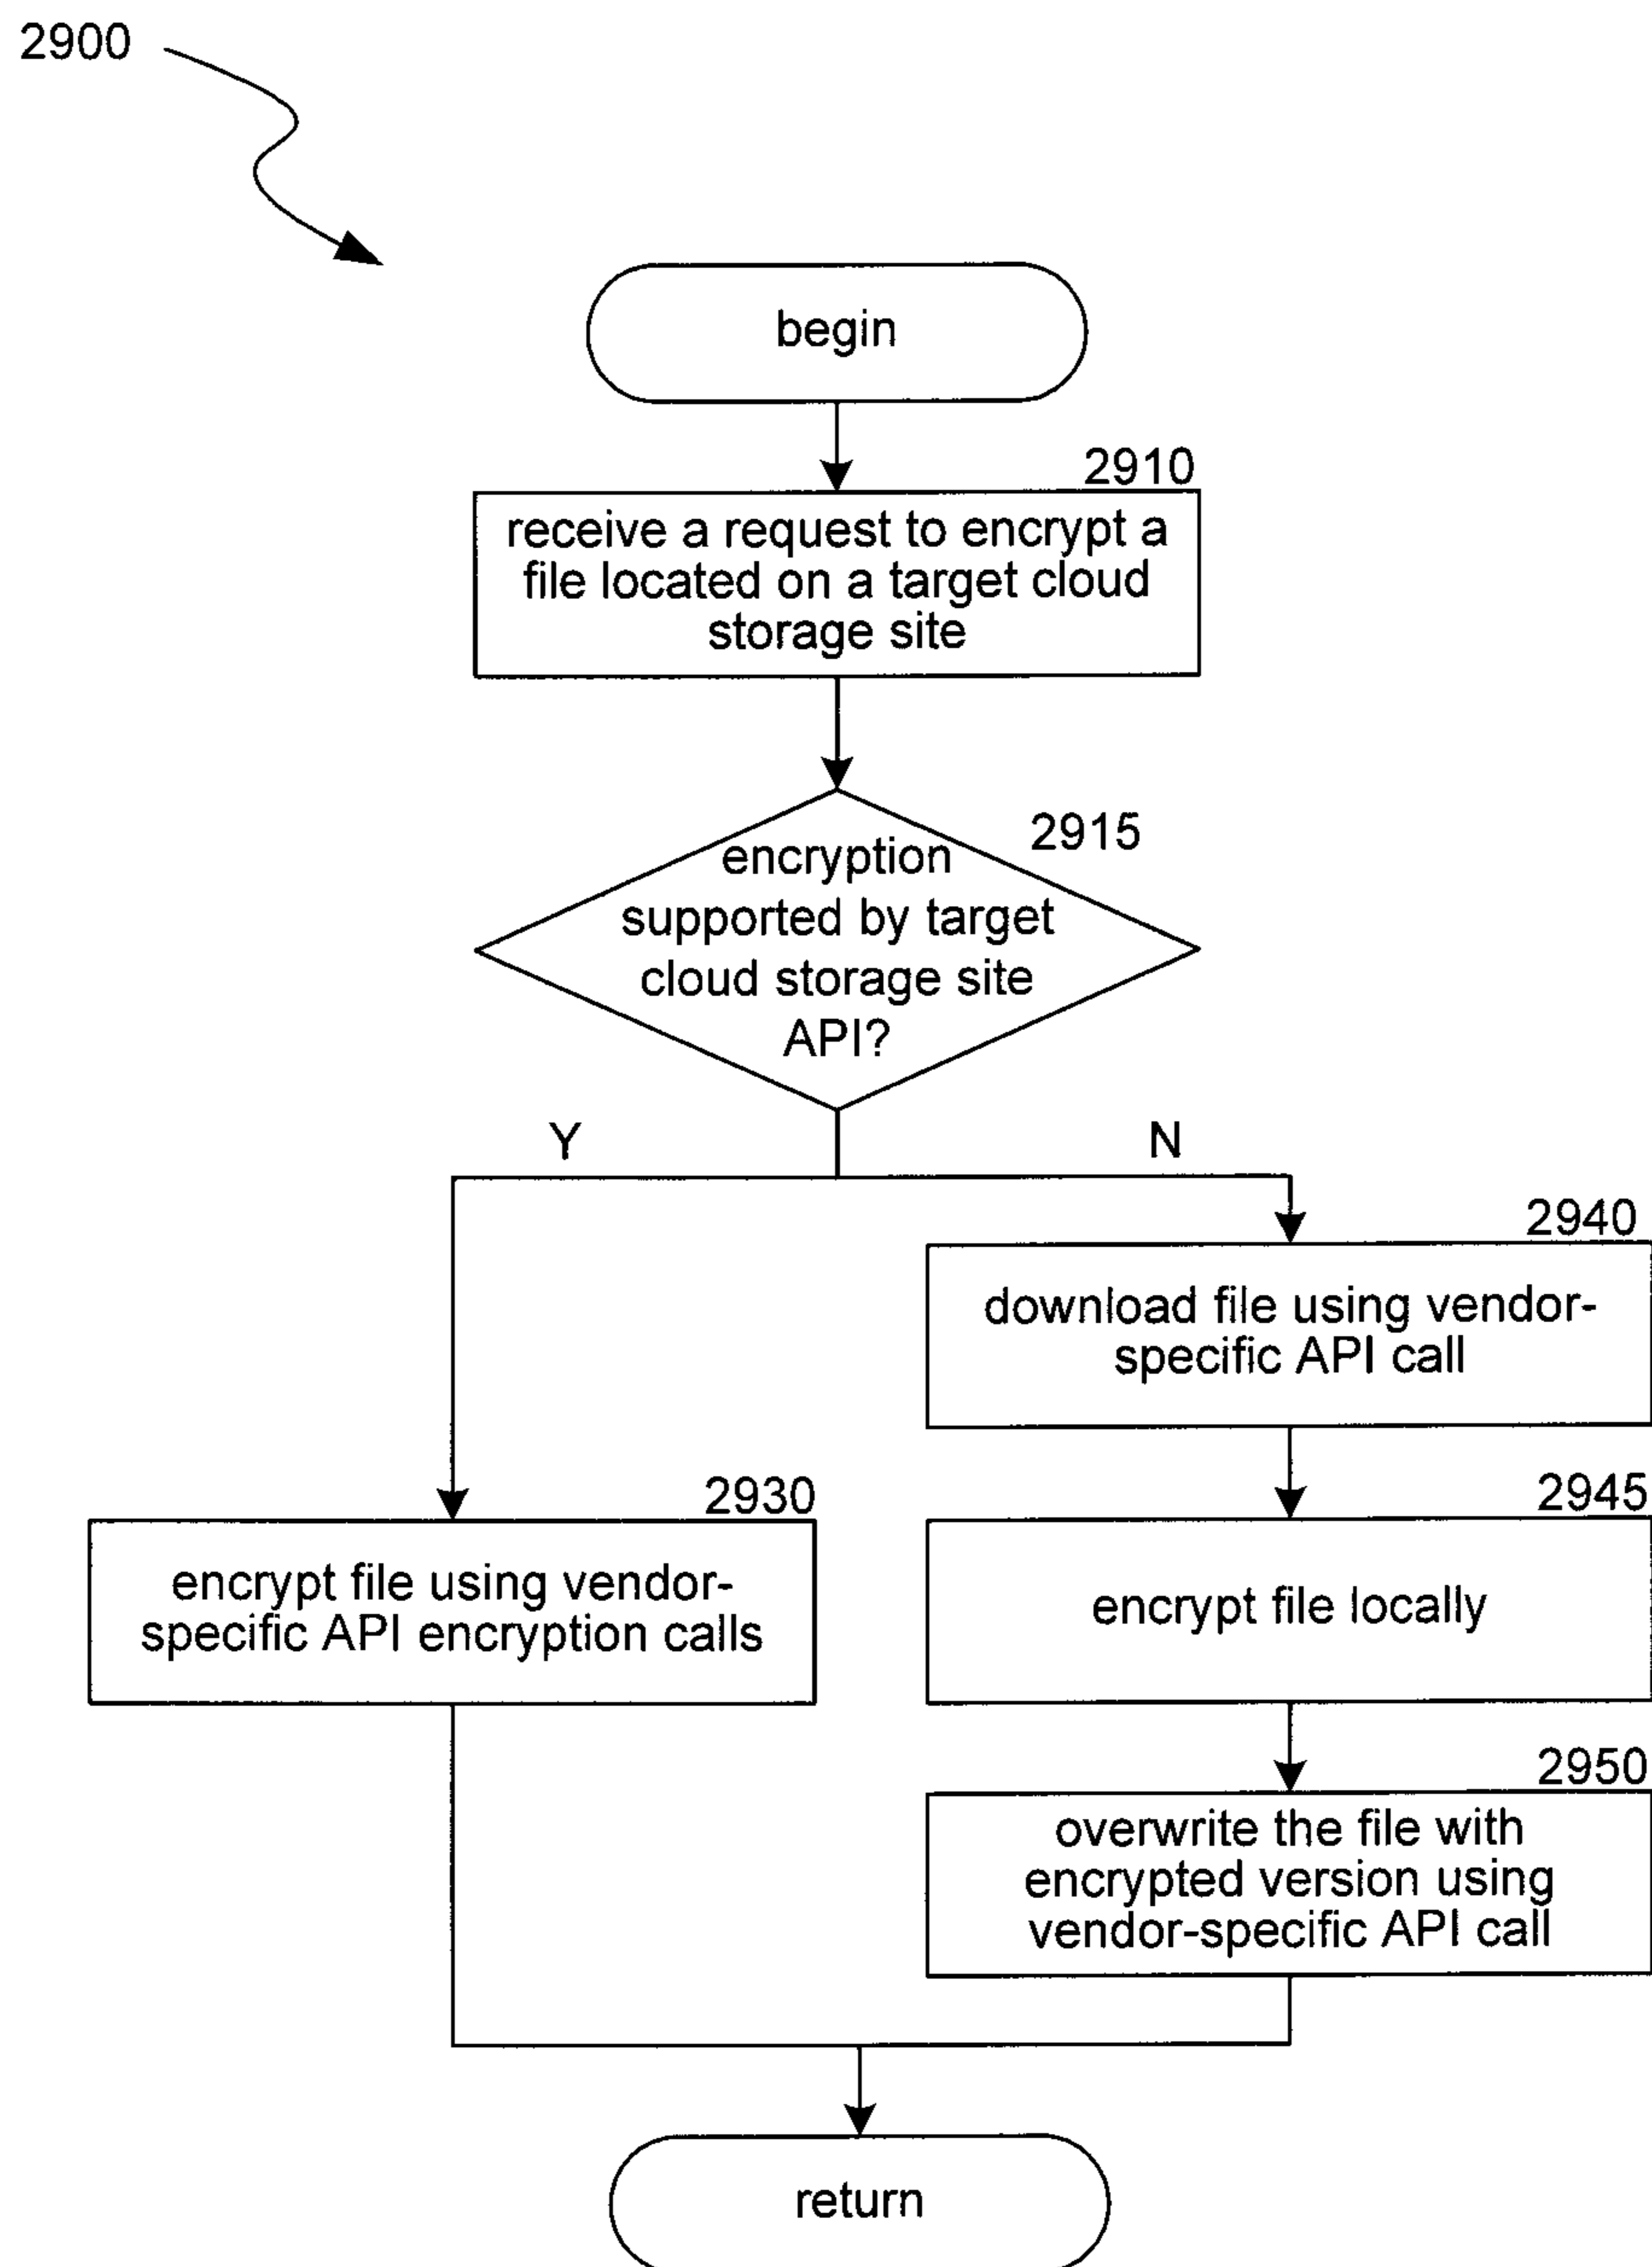 2900
begin
2910
receive a request to encrypt a
file located on a target cloud
storage site
2915
encryption
supported by target
cloud storage site
API?
Y
N
2940
download file using vendor-
specific API call
2930
encrypt file using vendor-
specific API encryption calls
2945
encrypt file locally
2950
overwrite the file with
encrypted version using
vendor-specific API call
return